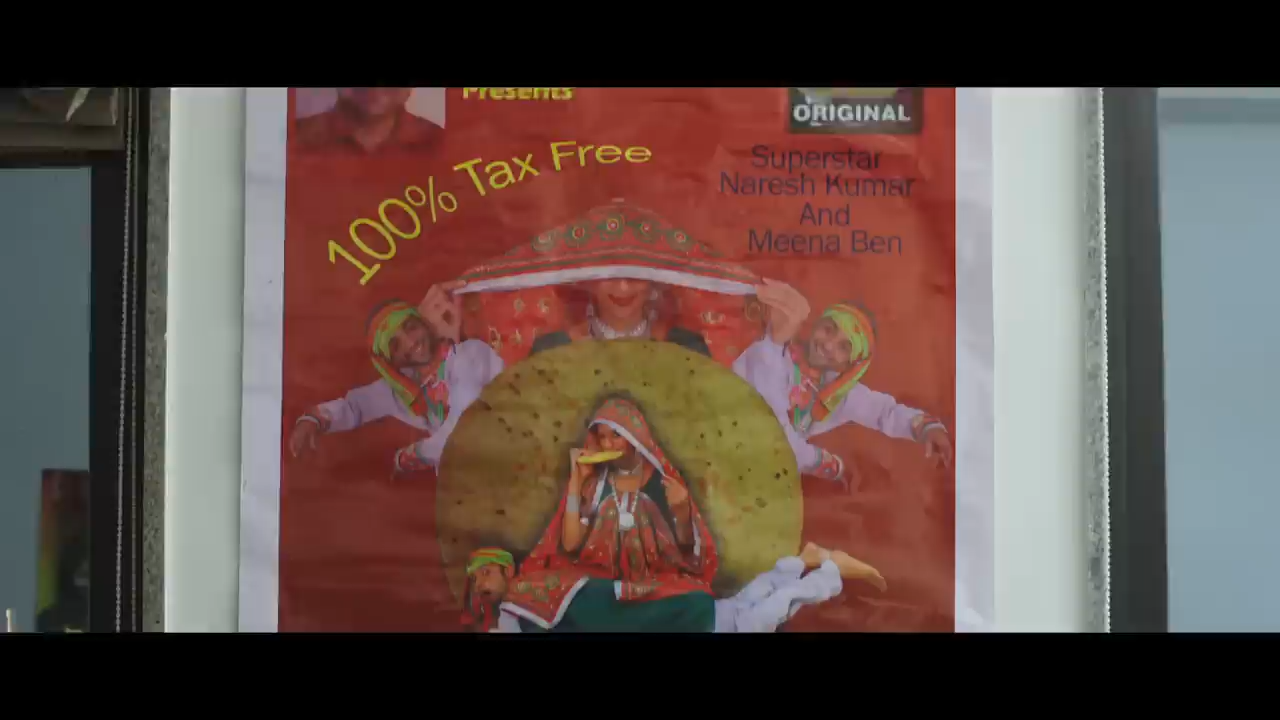 Presents
ORIGINAL
100% Tax Free
Superstar
Naresh Kumar
And
Meena Ben